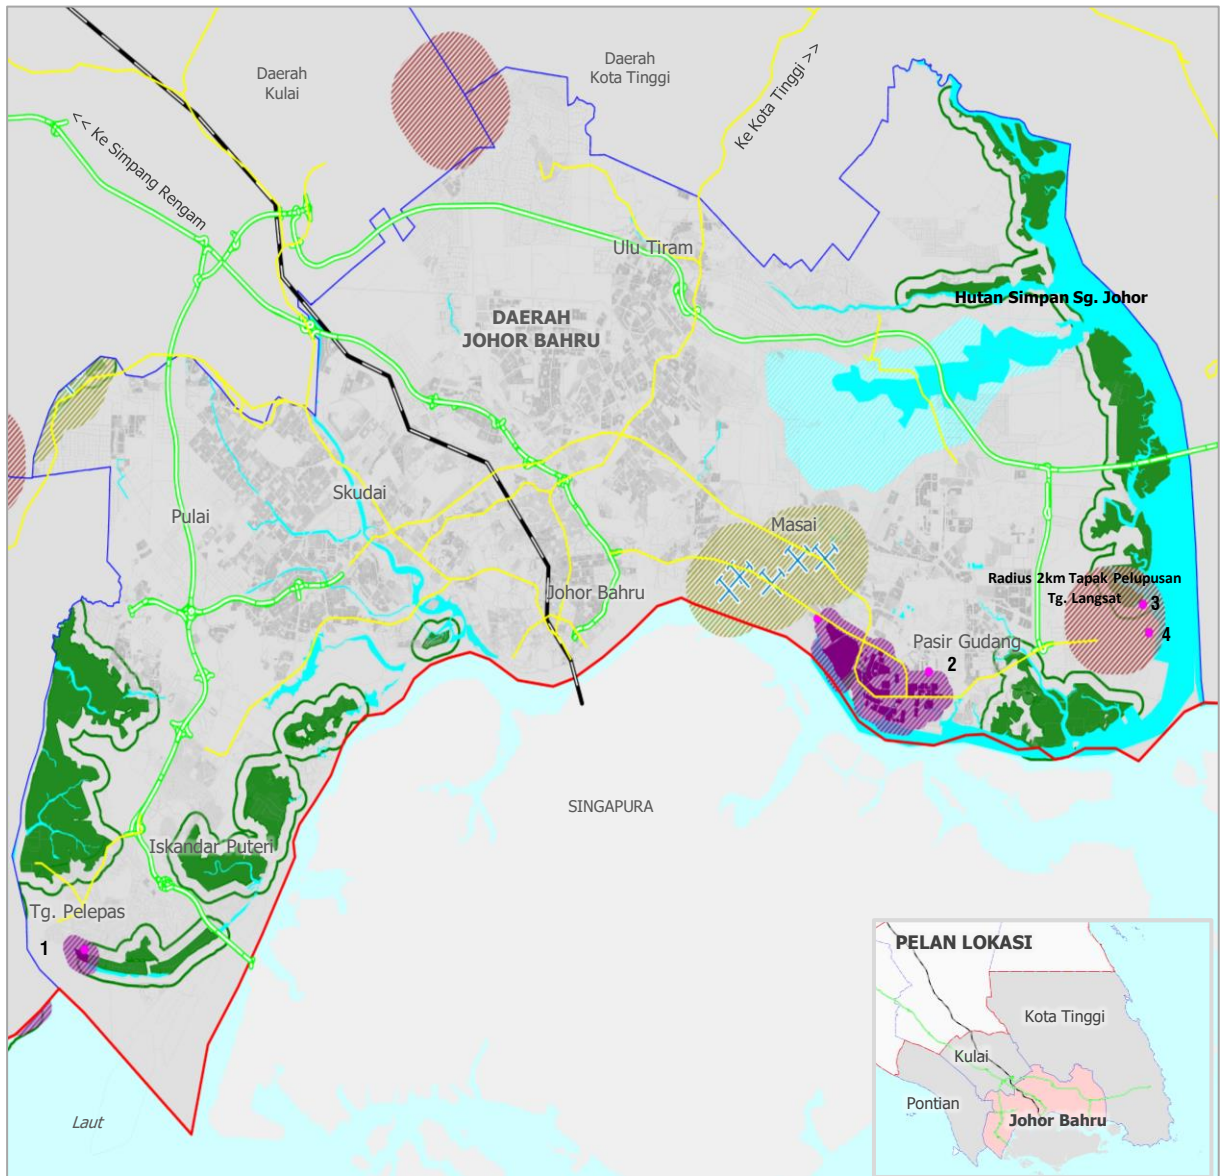 Daerah
Kulai
Daerah
Kota Tinggi
Ke Kota Tinggi >>
<< Ke Simpang Rengam
Ulu Tiram
Hutan Simpan Sg. Johor
DAERAH
JOHOR BAHRU
Skudai
Pulai
Masai
Johor Bahru
Radius 2km Tapak Pelupusan
Tg. Langsat
3
4
Pasir Gudang
2
SINGAPURA
Iskandar Puteri
Tg. Pelepas
1
Laut
PELAN LOKASI
Kota Tinggi
Kulai
Pontian
Johor Bahru